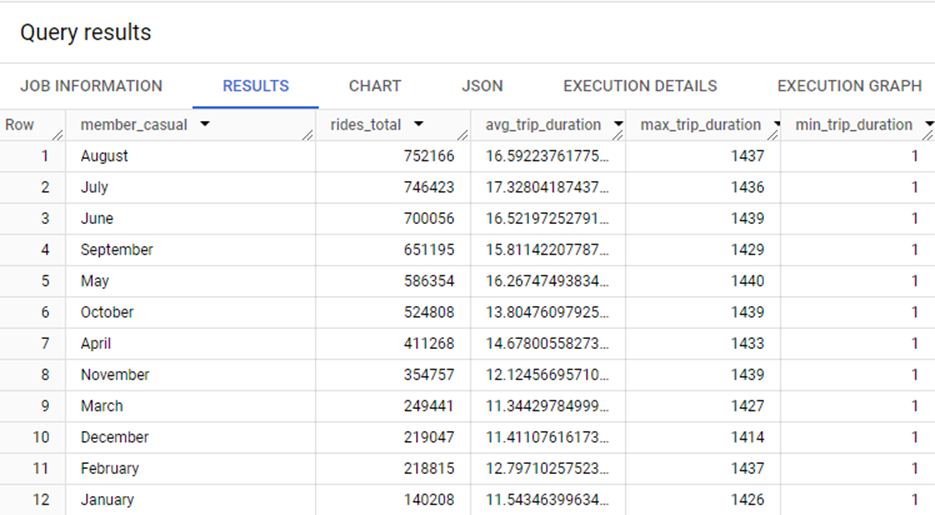 Query results
JOB INFORMATION RESULTS CHART JSON EXECUTION DETAILS EXECUTION GRAPH
Row member_casual rides_total avg_trip_duration max_trip_duration min_trip_duration
1 August 752166 16.59223761775... 1437 1
2 July 746423 17.32804187437... 1436 1
3 June 700056 16.52197252791... 1439 1
4 September 651195 15.81142207787... 1429 1
5 May 586354 16.26747493834... 1440 1
6 October 524808 13.80476097925... 1439 1
7 April 411268 14.67800558273... 1433 1
8 November 354757 12.12456695710... 1439 1
9 March 249441 11.34429784999... 1427 1
10 December 219047 11.41107616173... 1414 1
11 February 218815 12.79710257523... 1437 1
12 January 140208 11.54346399634... 1426 1